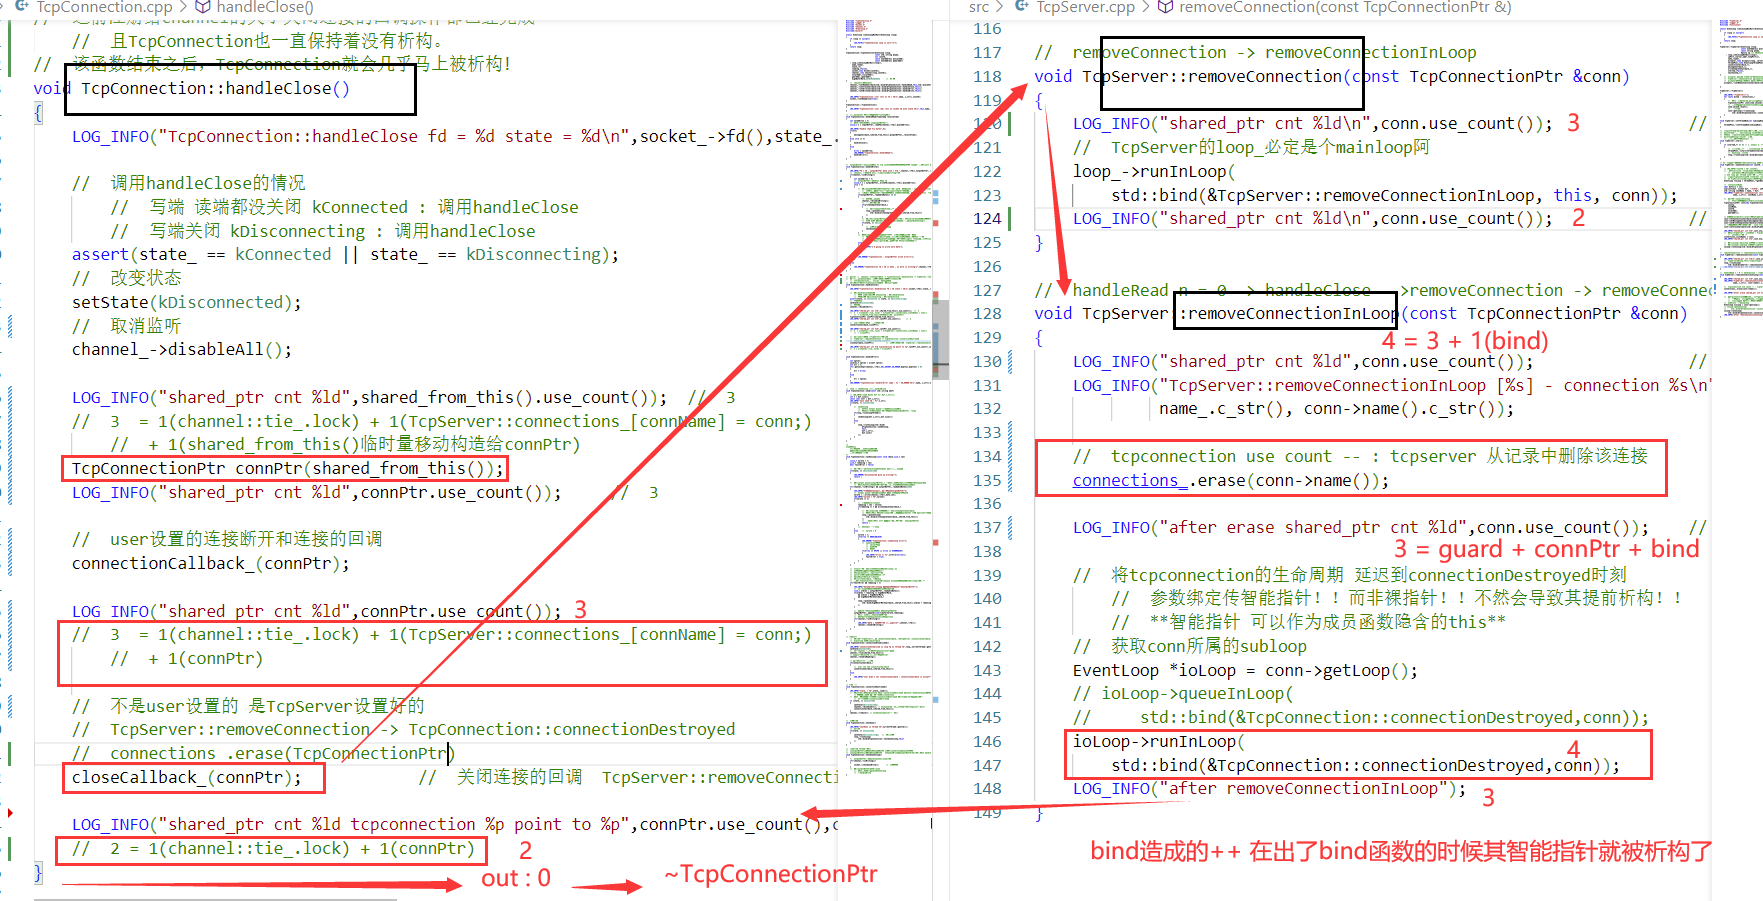 TcpConnection.cpp > handleClose()
// 且TcpConnection也一直保持着没有析构。
// 该函数结束之后，TcpConnection就会几乎马上被析构!
void TcpConnection::handleClose()
{
LOG_INFO("TcpConnection::handleClose fd = %d state = %d\n",socket_->fd(),state_.
// 调用handleClose的情况
// 写端 读端都没关闭 kConnected : 调用handleClose
// 写端关闭 kDisconnecting : 调用handleClose
assert(state_ == kConnected || state_ == kDisconnecting);
// 改变状态
setState(kDisconnected);
// 取消监听
channel_->disableAll();
LOG_INFO("shared_ptr cnt %ld",shared_from_this().use_count()); // 3
// 3 = 1(channel::tie_.lock) + 1(TcpServer::connections_[connName] = conn;)
// + 1(shared_from_this()临时量移动构造给connPtr)
TcpConnectionPtr connPtr(shared_from_this());
LOG_INFO("shared_ptr cnt %ld",connPtr.use_count()); // 3
// user设置的连接断开和连接的回调
connectionCallback_(connPtr);
LOG_INFO("shared_ptr cnt %ld",connPtr.use_count()); 3
// 3 = 1(channel::tie_.lock) + 1(TcpServer::connections_[connName] = conn;)
// + 1(connPtr)
// 不是user设置的 是TcpServer设置好的
// TcpServer::removeConnection -> TcpConnection::connectionDestroyed
// connections_.erase(TcpConnectionPtr)
closeCallback_(connPtr); // 关闭连接的回调 TcpServer::removeConnecti
LOG_INFO("shared_ptr cnt %ld tcpconnection %p point to %p",connPtr.use_count(),c
// 2 = 1(channel::tie_.lock) + 1(connPtr) 2
}
out : 0 ~TcpConnectionPtr
src > TcpServer.cpp > removeConnection(const TcpConnectionPtr &)
116
117 // removeConnection -> removeConnectionInLoop
118 void TcpServer::removeConnection(const TcpConnectionPtr &conn)
119 {
120 LOG_INFO("shared_ptr cnt %ld\n",conn.use_count()); 3 //
121 // TcpServer的loop_必定是个mainloop阿
122 loop_->runInLoop(
123 std::bind(&TcpServer::removeConnectionInLoop, this, conn));
124 LOG_INFO("shared_ptr cnt %ld\n",conn.use_count()); 2 //
125 }
126
127 // handleRead n = 0 -> handleClose ->removeConnection -> removeConnec
128 void TcpServer::removeConnectionInLoop(const TcpConnectionPtr &conn)
129 {
4 = 3 + 1(bind)
130 LOG_INFO("shared_ptr cnt %ld",conn.use_count()); //
131 LOG_INFO("TcpServer::removeConnectionInLoop [%s] - connection %s\n"
132 name_.c_str(), conn->name().c_str());
133
134 // tcpconnection use count -- : tcpserver 从记录中删除该连接
135 connections_.erase(conn->name());
136
137 LOG_INFO("after erase shared_ptr cnt %ld",conn.use_count()); //
138
3 = guard + connPtr + bind
139 // 将tcpconnection的生命周期 延迟到connectionDestroyed时刻
140 // 参数绑定传智能指针！！而非裸指针！！不然会导致其提前析构！！
141 // **智能指针 可以作为成员函数隐含的this**
142 // 获取conn所属的subloop
143 EventLoop *ioLoop = conn->getLoop();
144 // ioLoop->queueInLoop(
145 // std::bind(&TcpConnection::connectionDestroyed,conn));
146 ioLoop->runInLoop( 4
147 std::bind(&TcpConnection::connectionDestroyed,conn));
148 LOG_INFO("after removeConnectionInLoop"); 3
149 }
bind造成的++ 在出了bind函数的时候其智能指针就被析构了